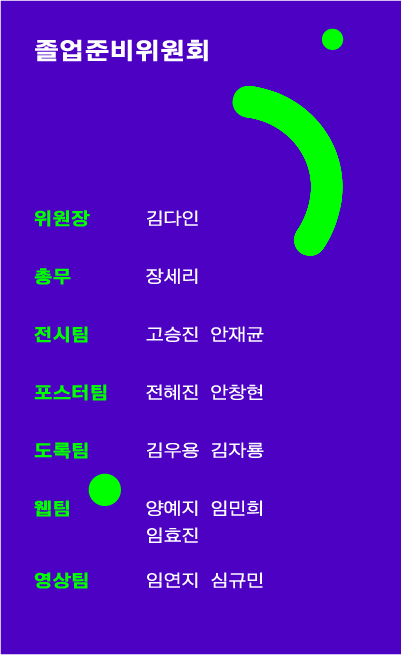 졸업준비위원회
위원장 김다인
총무 장세리
전시팀 고승진 안재균
포스터팀 전혜진 안창현
도록팀 김우용 김자룡
웹팀 양예지 임민희
임효진
영상팀 임연지 심규민